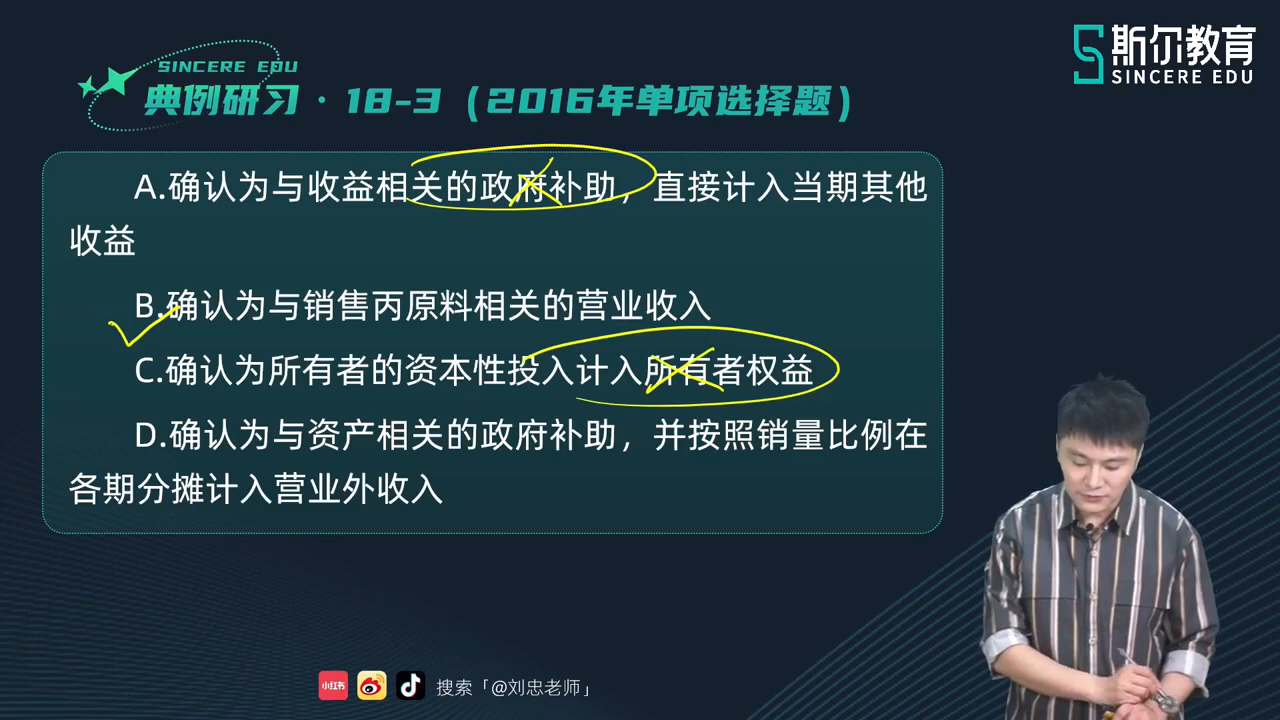 斯尔教育
SINCERE EDU
SINCERE EDU
典例研习·18-3（2016年单项选择题）
A.确认为与收益相关的政府补助，直接计入当期其他
收益
B.确认为与销售丙原料相关的营业收入
C.确认为所有者的资本性投入计入所有者权益
D.确认为与资产相关的政府补助，并按照销量比例在
各期分摊计入营业外收入
小红书
搜索「@刘忠老师」